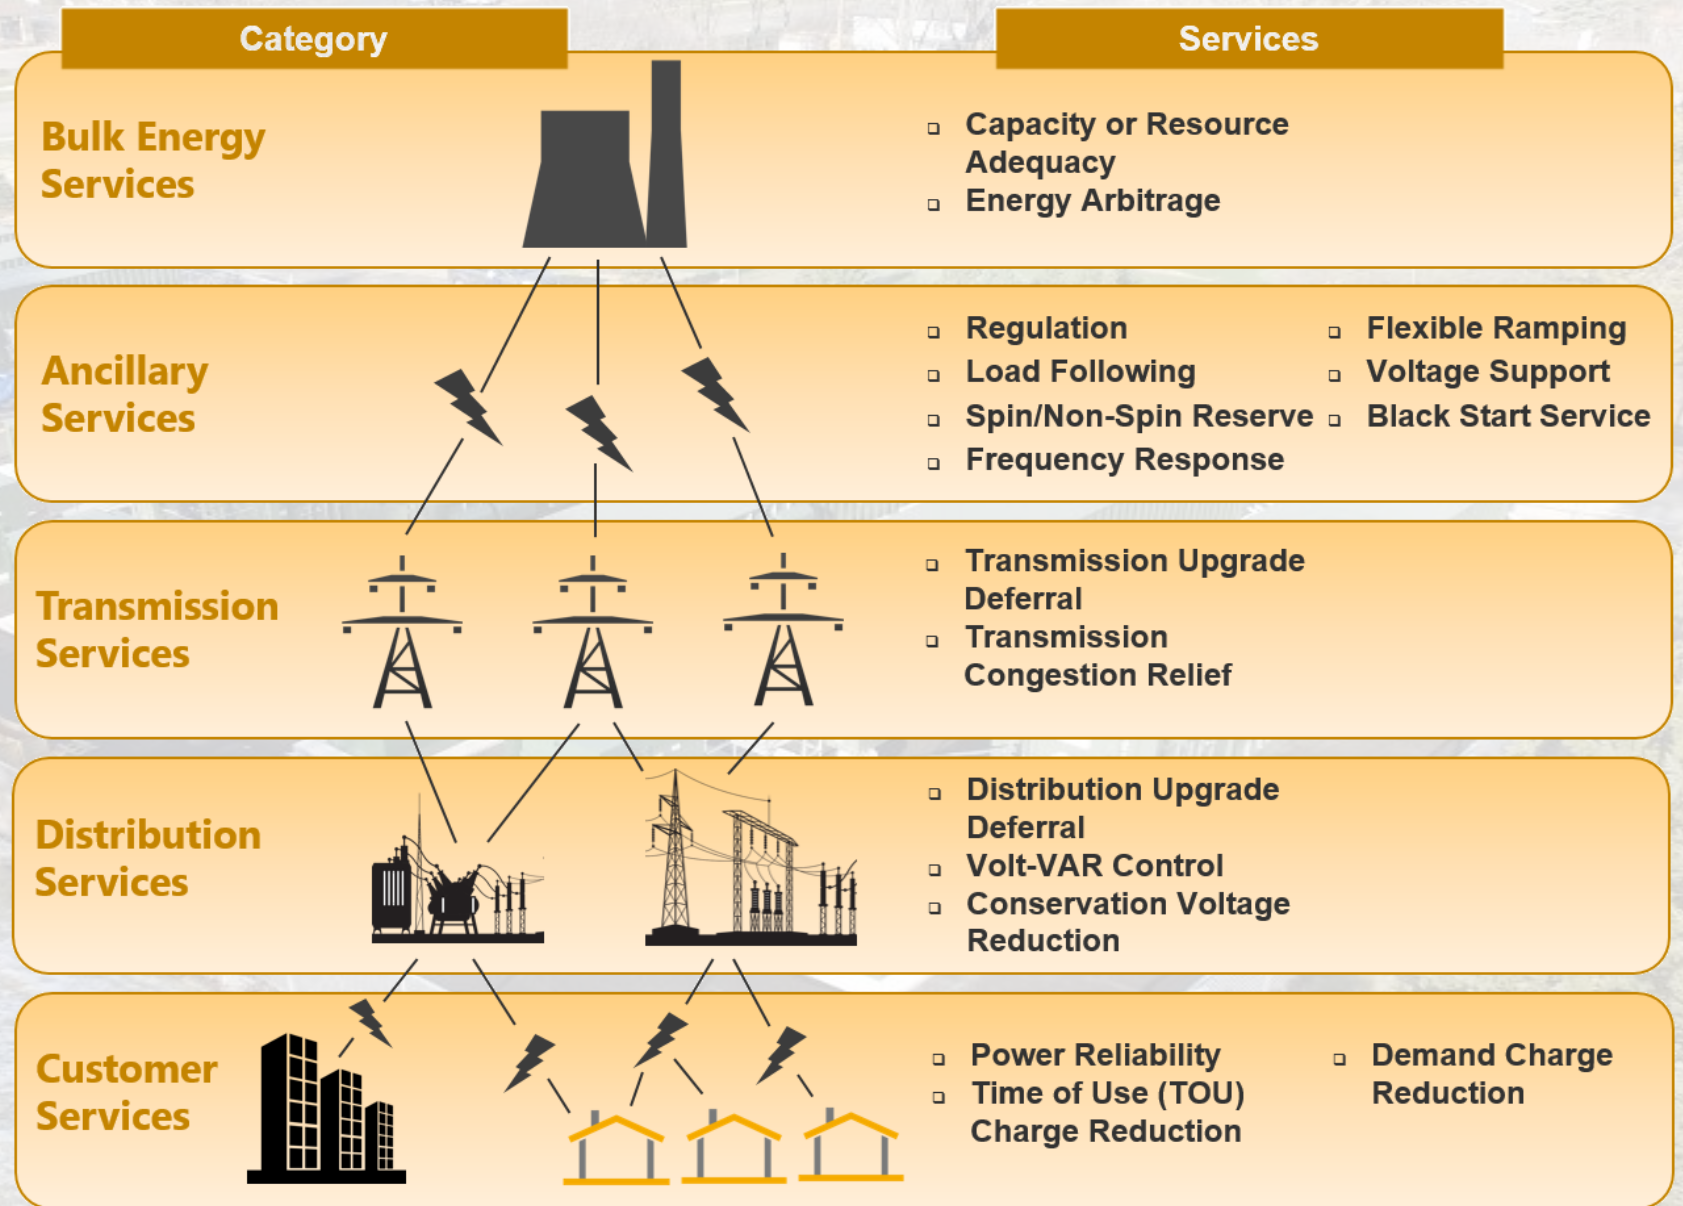 Category
Services
Bulk Energy
Services
❑ Capacity or Resource
Adequacy
❑ Energy Arbitrage
Ancillary
Services
❑ Regulation
❑ Load Following
❑ Spin/Non-Spin Reserve
❑ Frequency Response
❑ Flexible Ramping
❑ Voltage Support
❑ Black Start Service
Transmission
Services
❑ Transmission Upgrade
Deferral
❑ Transmission
Congestion Relief
Distribution
Services
❑ Distribution Upgrade
Deferral
❑ Volt-VAR Control
❑ Conservation Voltage
Reduction
Customer
Services
❑ Power Reliability
❑ Time of Use (TOU)
Charge Reduction
❑ Demand Charge
Reduction